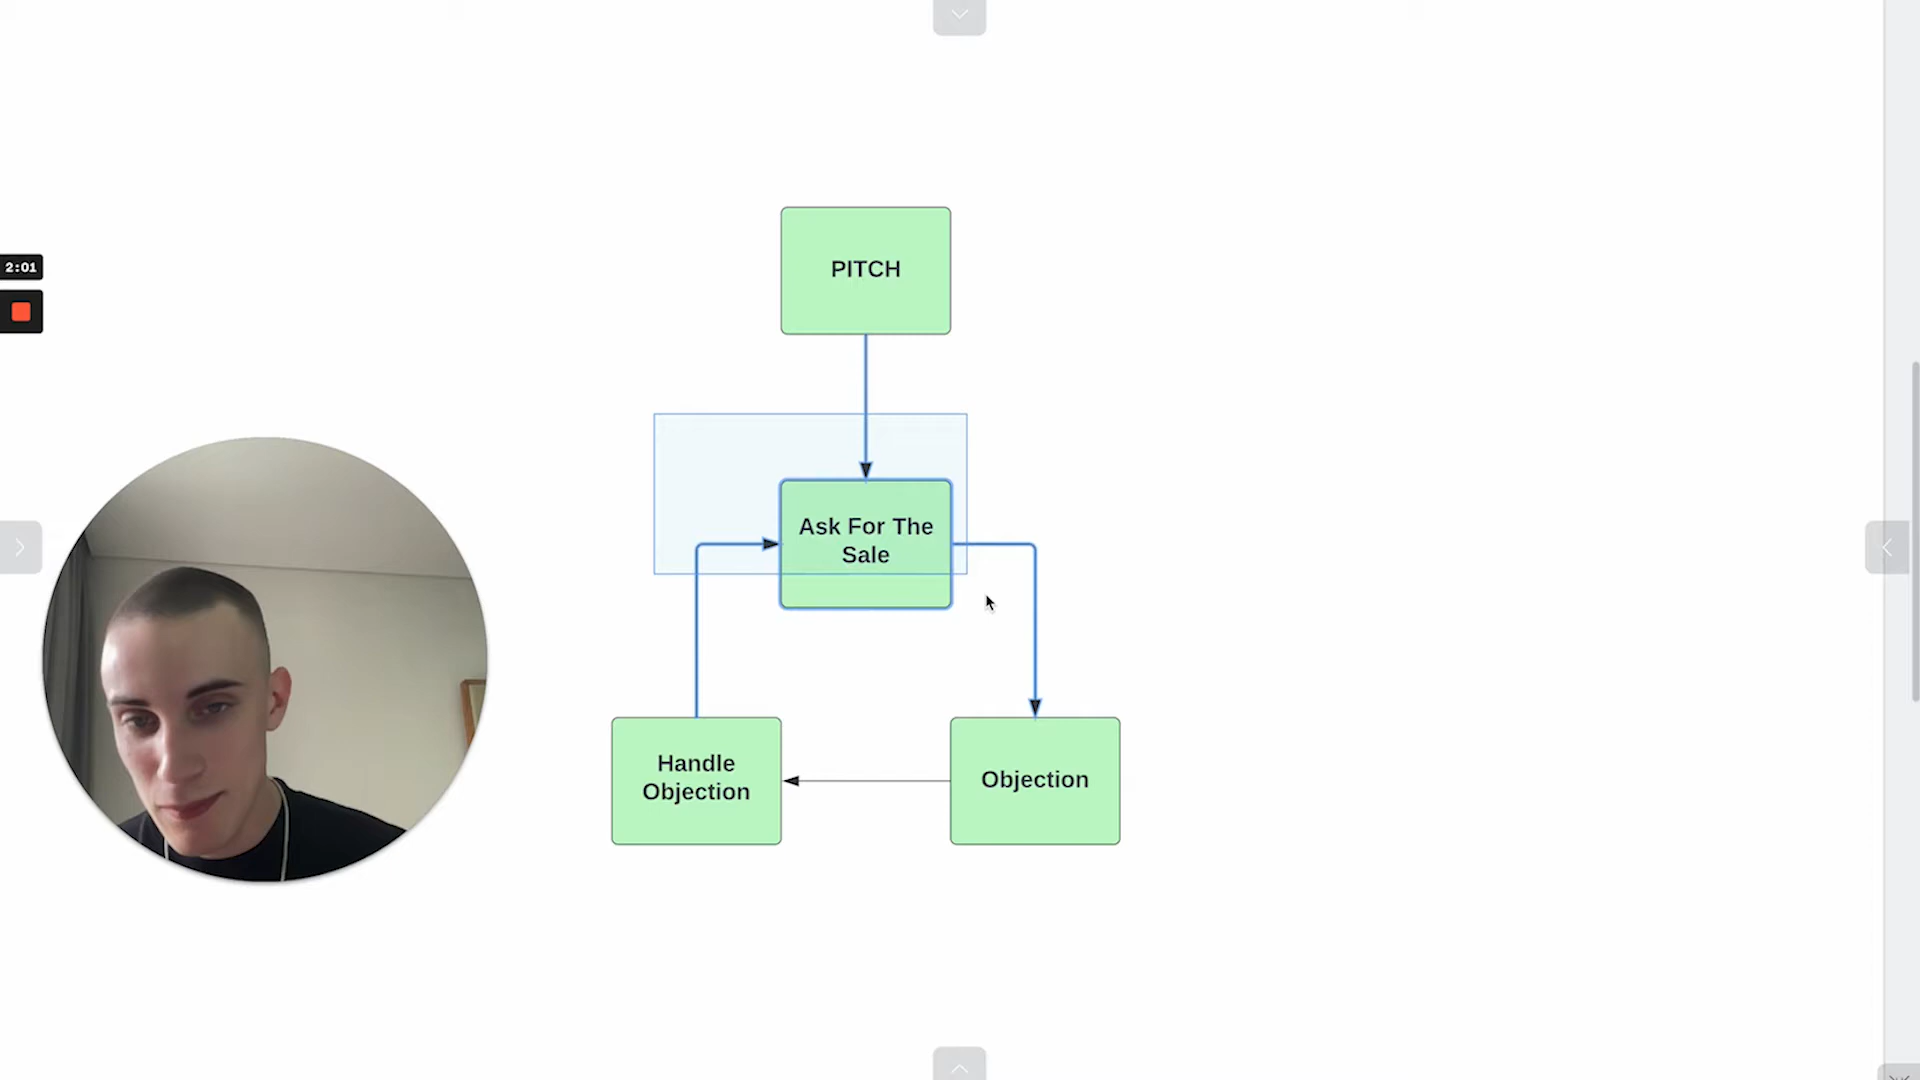 PITCH
2:01
Ask For The
Sale
Handle
Objection
Objection